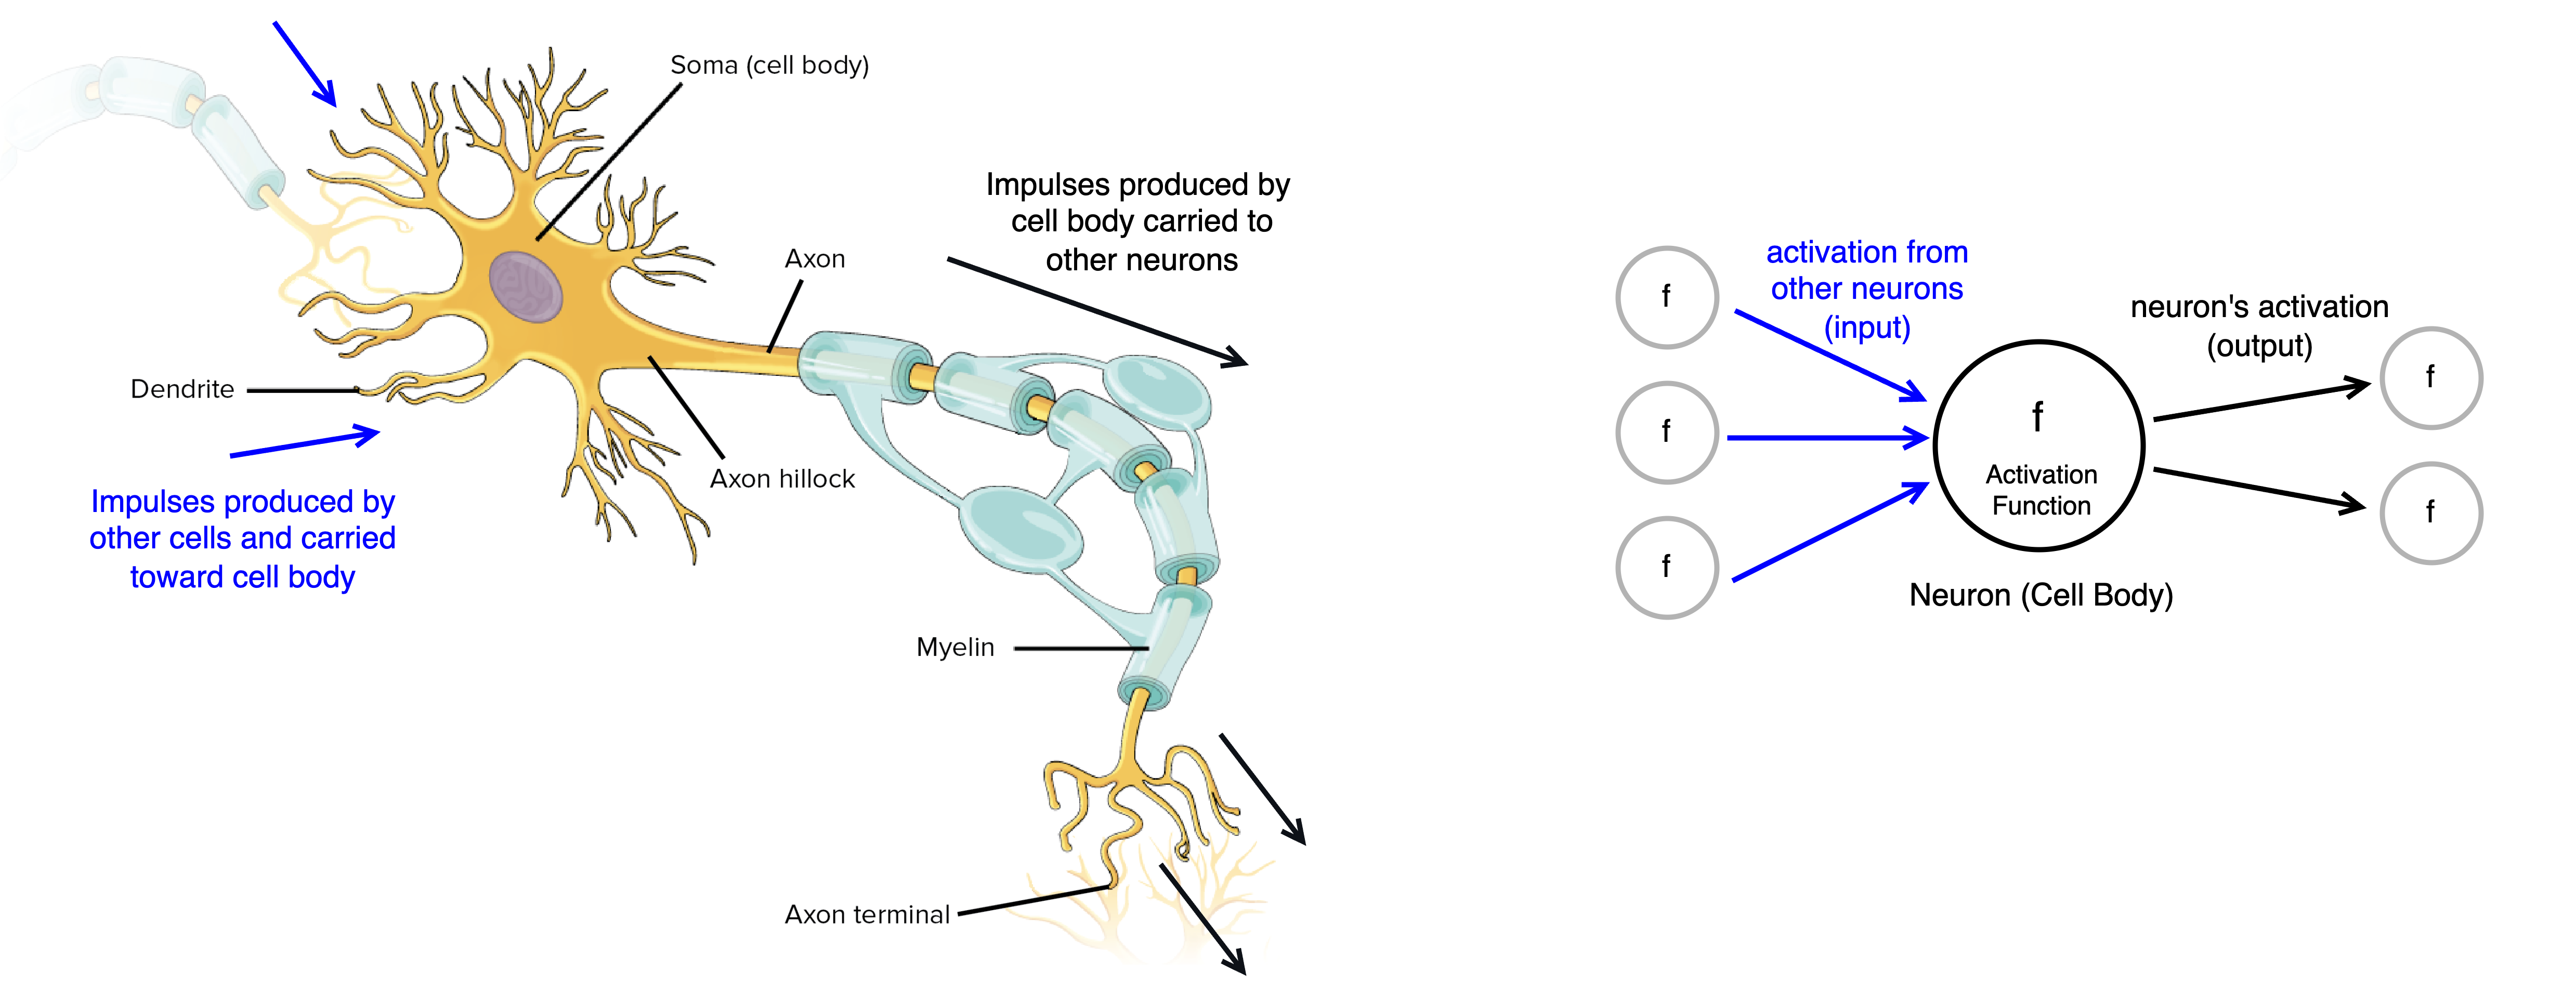 Soma (cell body)
Impulses produced by
cell body carried to
other neurons
Axon
Dendrite
Axon hillock
Impulses produced by
other cells and carried
toward cell body
Myelin
Axon terminal
activation from
other neurons
(input)
neuron's activation
(output)
f
f
f
f
Activation
Function
f
f
Neuron (Cell Body)